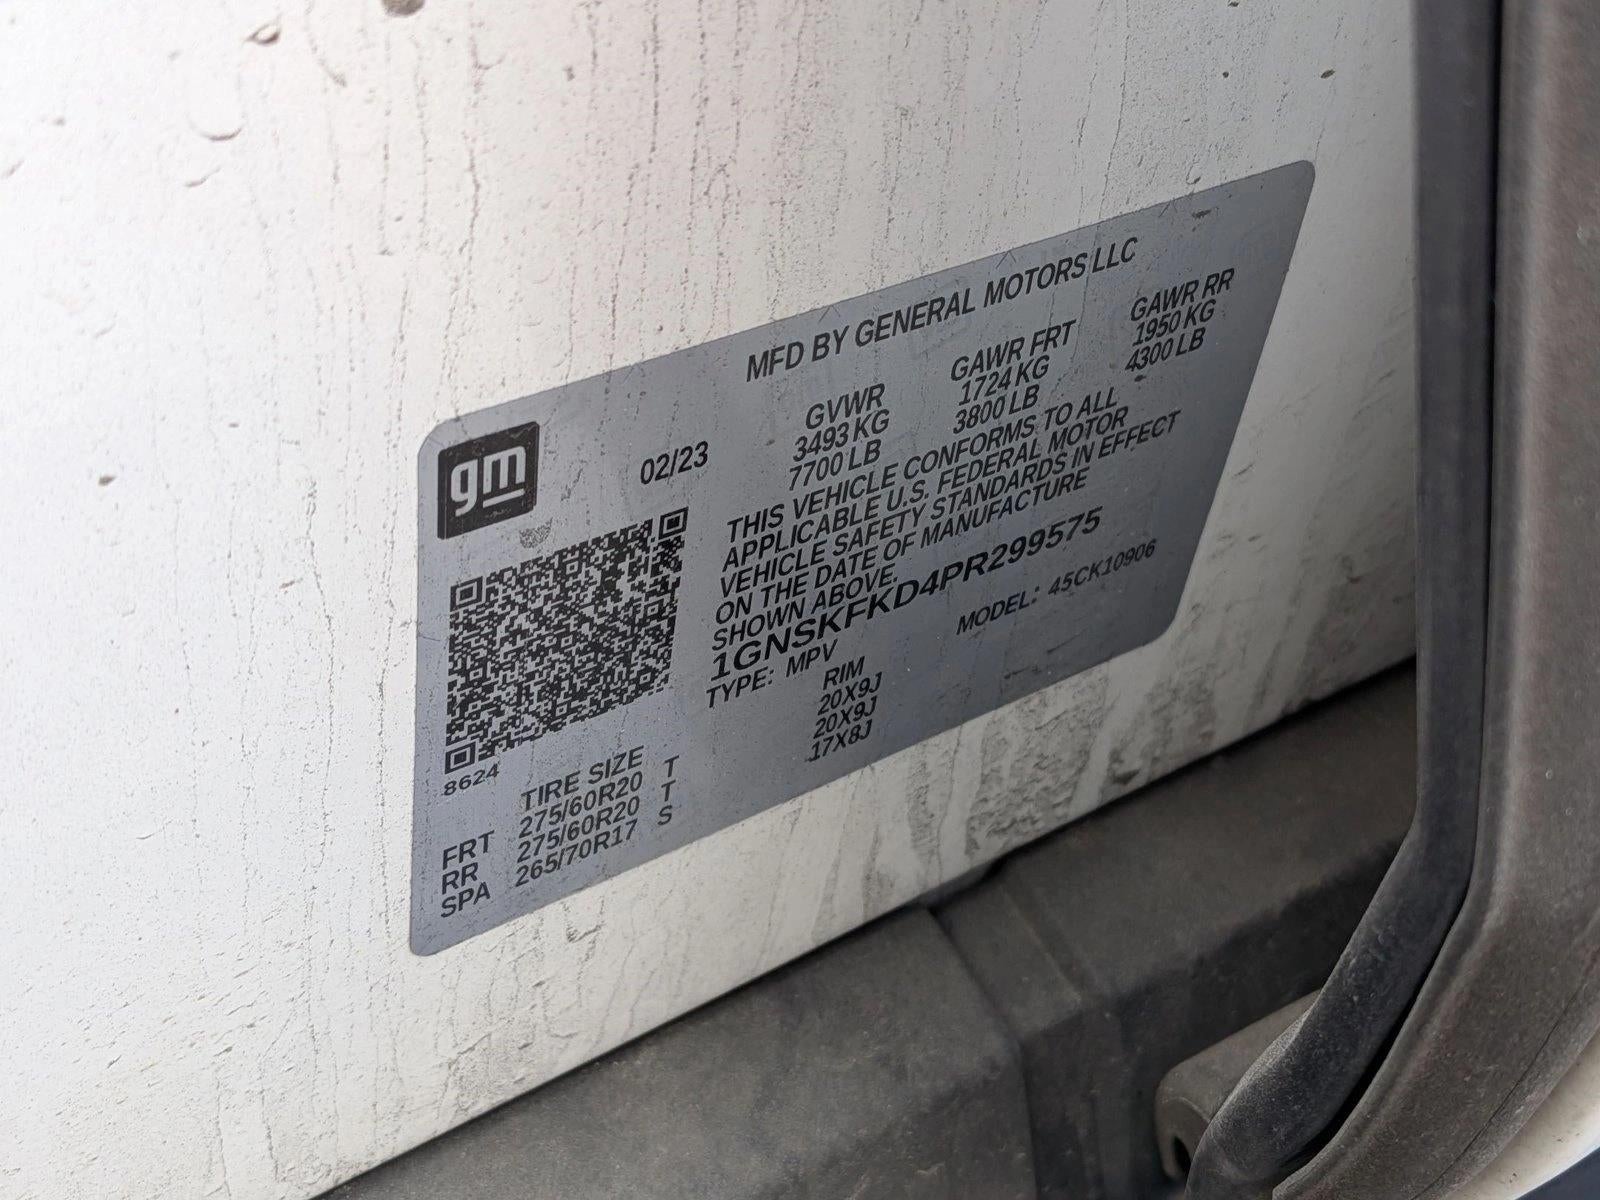 MFD BY GENERAL MOTORS LLC
gm
02/23
GVWR GAWR FRT GAWR RR
3493 KG 1724 KG 1950 KG
7700 LB 3800 LB 4300 LB
THIS VEHICLE CONFORMS TO ALL
APPLICABLE U.S. FEDERAL MOTOR
VEHICLE SAFETY STANDARDS IN EFFECT
ON THE DATE OF MANUFACTURE
SHOWN ABOVE.
1GNSKFKD4PR299575
TYPE: MPV MODEL: 45CK10906
8624
TIRE SIZE RIM
FRT 275/60R20 T 20X9J
RR 275/60R20 T 20X9J
SPA 265/70R17 S 17X8J